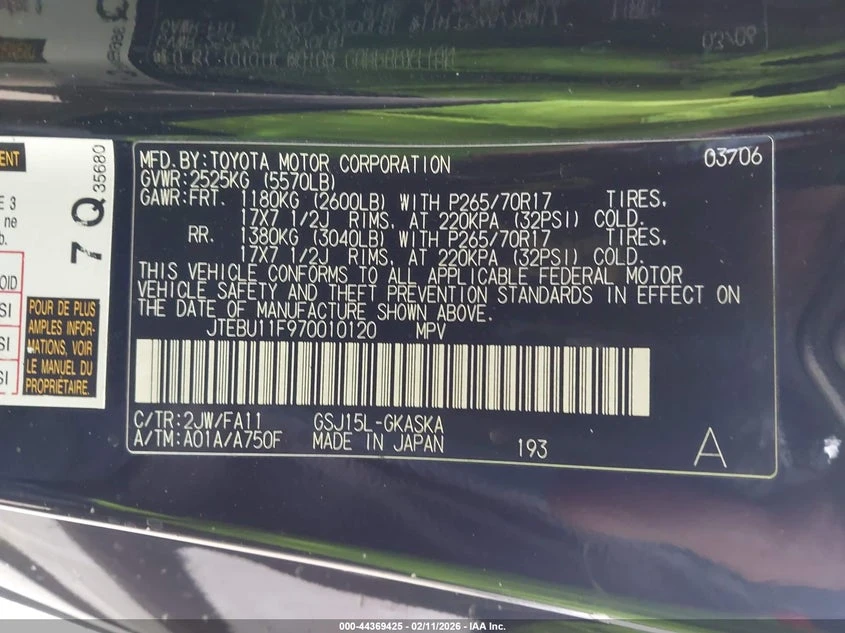 MFD.BY:TOYOTA MOTOR CORPORATION 03706
GVWR:2525KG (5570LB)
GAWR:FRT. 1180KG (2600LB) WITH P265/70R17 TIRES,
17X7 1/2J RIMS, AT 220KPA (32PSI) COLD.
RR. 1380KG (3040LB) WITH P265/70R17 TIRES,
17X7 1/2J RIMS, AT 220KPA (32PSI) COLD.
THIS VEHICLE CONFORMS TO ALL APPLICABLE FEDERAL MOTOR
VEHICLE SAFETY AND THEFT PREVENTION STANDARDS IN EFFECT ON
THE DATE OF MANUFACTURE SHOWN ABOVE.
JTEBU11F970010120 MPV
C/TR:2JW/FA11 GSJ15L-GKASKA
A/TM:A01A/A750F MADE IN JAPAN 193 A
7 Q 35680
POUR DE PLUS
AMPLES INFOR-
MATIONS, VOIR
LE MANUEL DU
PROPRIÉTAIRE.
000-44369425 - 02/11/2026 - IAA Inc.